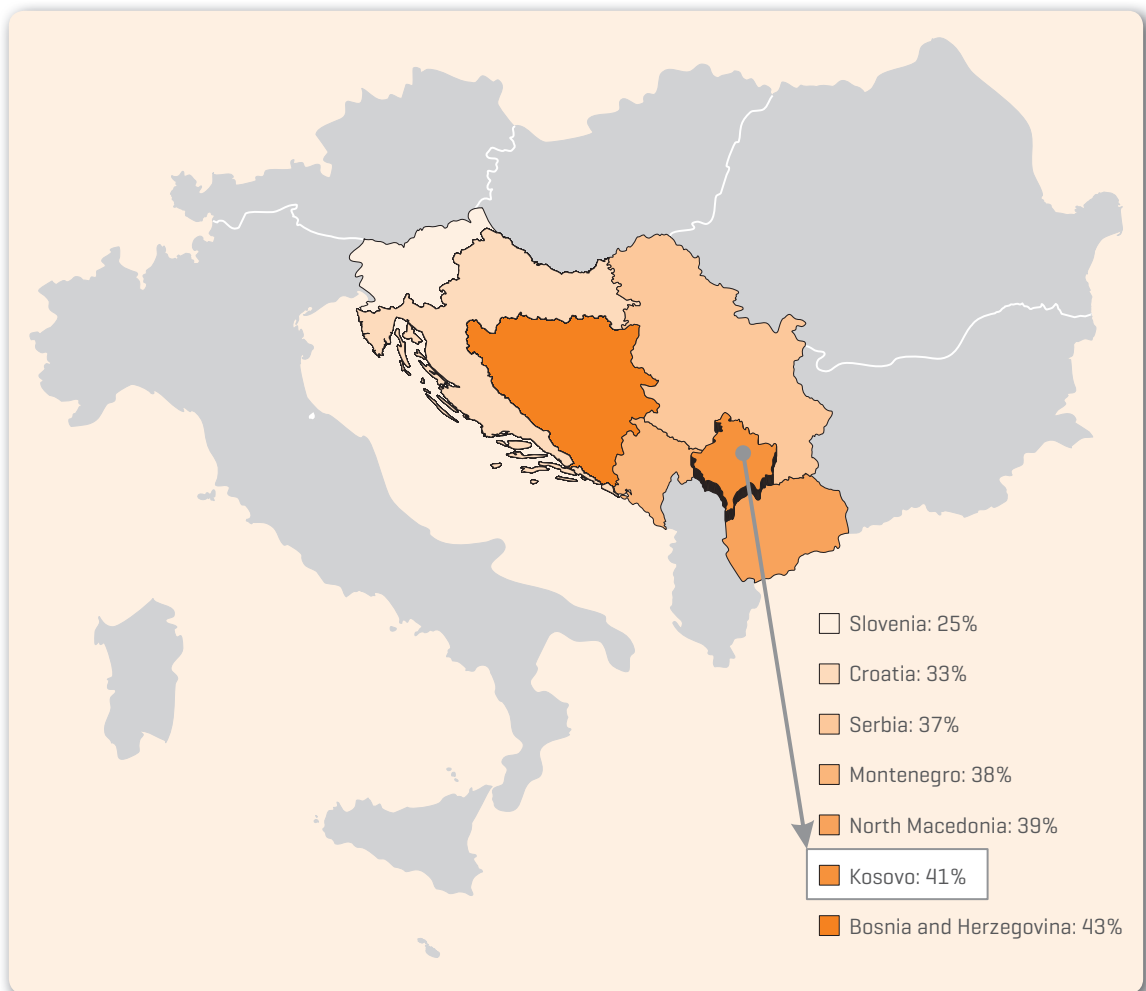 Slovenia: 25%
Croatia: 33%
Serbia: 37%
Montenegro: 38%
North Macedonia: 39%
Kosovo: 41%
Bosnia and Herzegovina: 43%